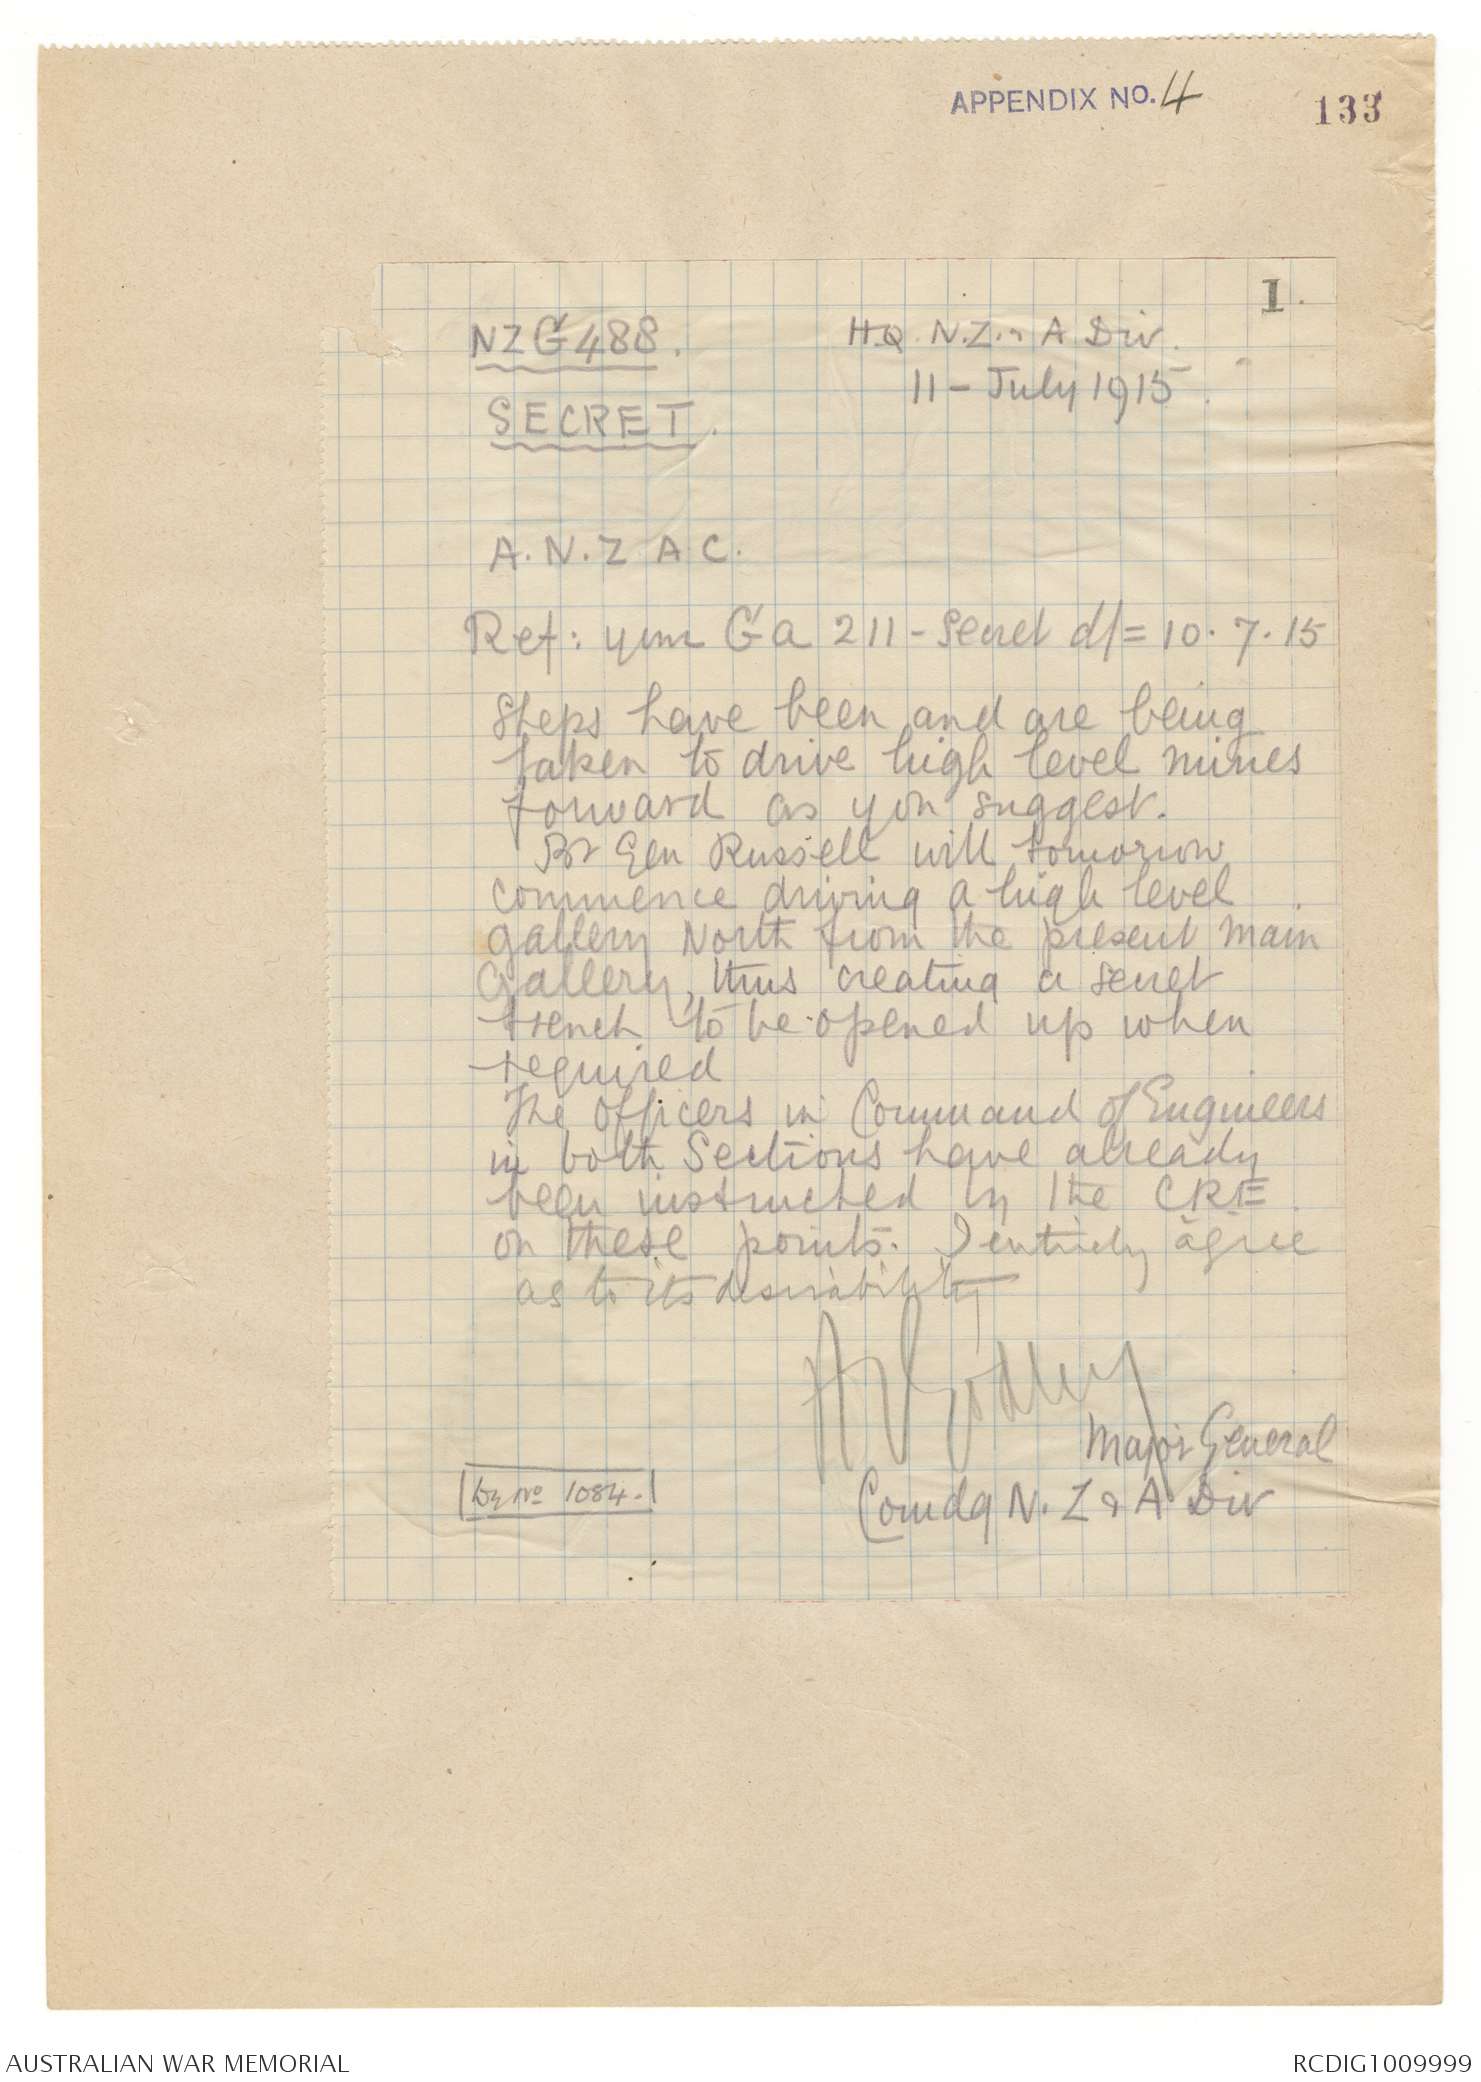 APPENDIX NO. 4
133
1.
NZG 488.
H.Q. N.Z. & A Div.
11 - July 1915.
SECRET.
A.N.Z.A.C.
Ref: your Ga 211 - Secret d/= 10.7.15
Steps have been and are being
taken to drive high level mines
forward as you suggest.
Br Gen Russell will tomorrow
commence driving a high level
gallery North from the present main
Gallery, thus creating a secret
trench to be opened up when
required
The Officers in Command of Engineers
in both Sections have already
been instructed by the CRE.
on these points. I entirely agree
as to its desirability
A J Godley
Major General
Comdg N.Z & A Div
No 1084.
AUSTRALIAN WAR MEMORIAL
RCDIG1009999